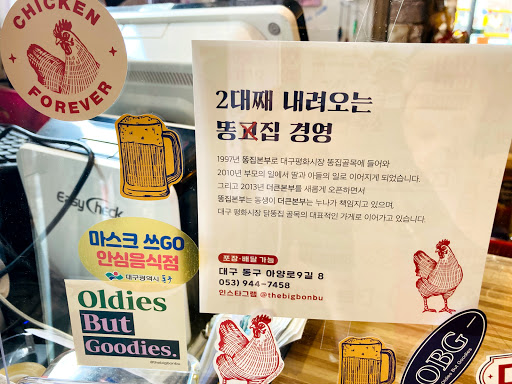 CHICKEN
FOREVER
EasyCheck
마스크 쓰GO
안심음식점
대구광역시 동구
Oldies
But
Goodies.
@thebigbonbu
2대째 내려오는
똥집 경영
1997년 똥집본부로 대구평화시장 똥집골목에 들어와
2010년 부모의 일에서 딸과 아들의 일로 이어지게 되었습니다.
그리고 2013년 더큰본부를 새롭게 오픈하면서
똥집본부는 동생이 더큰본부는 누나가 책임지고 있으며,
대구 평화시장 닭똥집 골목의 대표적인 가게로 이어가고 있습니다.
포장·배달 가능
대구 동구 아양로9길 8
053) 944-7458
인스타그램 @thebigbonbu
OBG